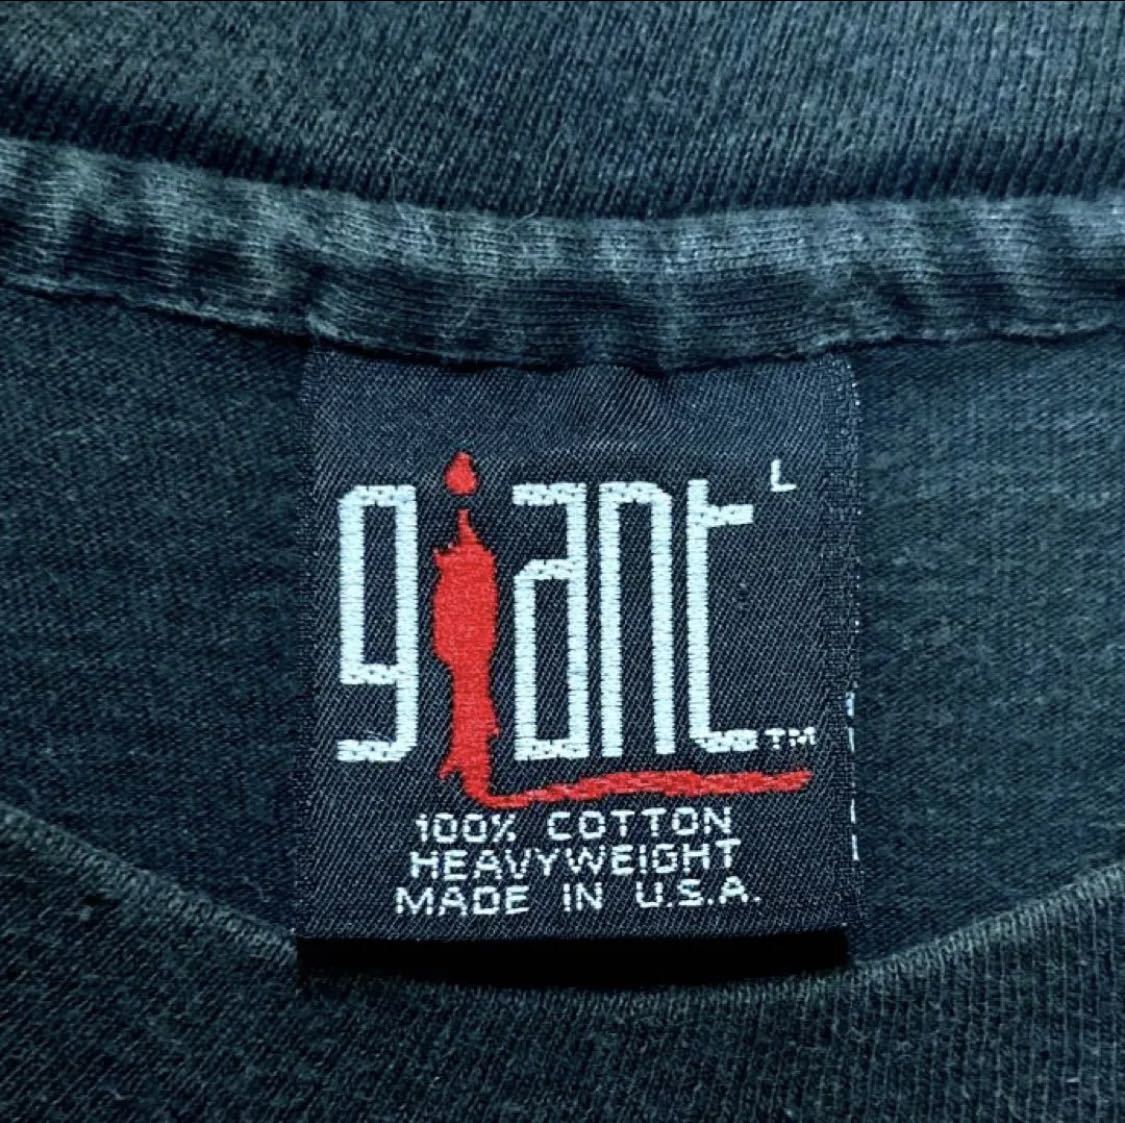 giant L
TM
100% COTTON
HEAVYWEIGHT
MADE IN U.S.A.